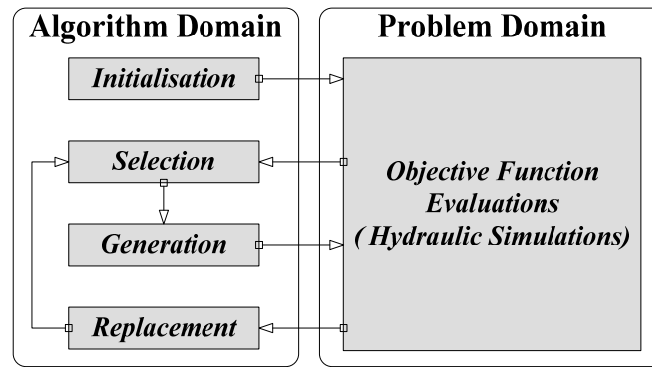 Algorithm Domain
Problem Domain
Initialisation
Selection
Generation
Replacement
Objective Function
Evaluations
( Hydraulic Simulations)